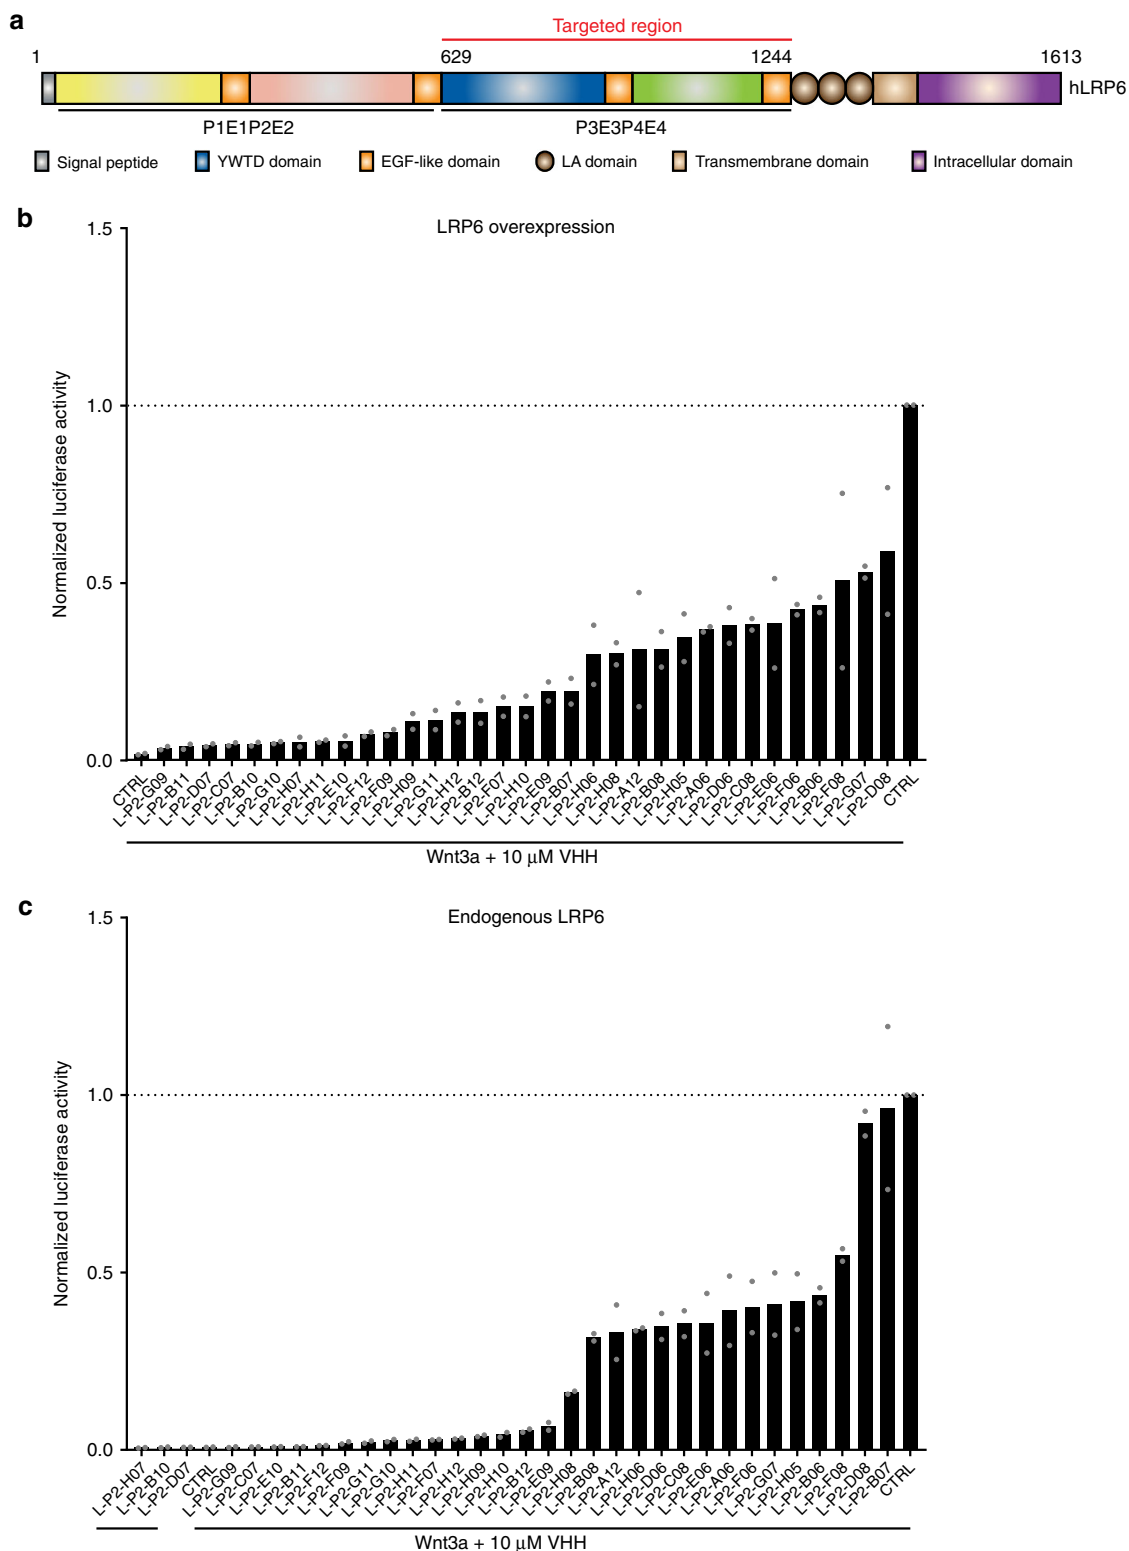 a
Targeted region
1 629 1244 1613
hLRP6
P1E1P2E2 P3E3P4E4
Signal peptide YWTD domain EGF-like domain LA domain Transmembrane domain Intracellular domain
b
LRP6 overexpression
Normalized luciferase activity
1.5
1.0
0.5
0.0
CTRL
L-P2-G09
L-P2-B11
L-P2-D07
L-P2-C07
L-P2-B10
L-P2-G10
L-P2-H07
L-P2-H11
L-P2-E10
L-P2-F12
L-P2-F09
L-P2-H09
L-P2-G11
L-P2-H12
L-P2-B12
L-P2-F07
L-P2-H10
L-P2-E09
L-P2-B07
L-P2-H06
L-P2-H08
L-P2-A12
L-P2-B08
L-P2-H05
L-P2-A06
L-P2-D06
L-P2-C08
L-P2-E06
L-P2-F06
L-P2-B06
L-P2-F08
L-P2-G07
L-P2-D08
CTRL
Wnt3a + 10 μM VHH
c
Endogenous LRP6
Normalized luciferase activity
1.5
1.0
0.5
0.0
L-P2-H07
L-P2-B10
L-P2-D07
CTRL
L-P2-G09
L-P2-C07
L-P2-E10
L-P2-B11
L-P2-F12
L-P2-F09
L-P2-G11
L-P2-G10
L-P2-H11
L-P2-F07
L-P2-H12
L-P2-H09
L-P2-H10
L-P2-B12
L-P2-E09
L-P2-H08
L-P2-B08
L-P2-A12
L-P2-H06
L-P2-D06
L-P2-C08
L-P2-E06
L-P2-A06
L-P2-F06
L-P2-G07
L-P2-H05
L-P2-B06
L-P2-F08
L-P2-D08
L-P2-B07
CTRL
Wnt3a + 10 μM VHH